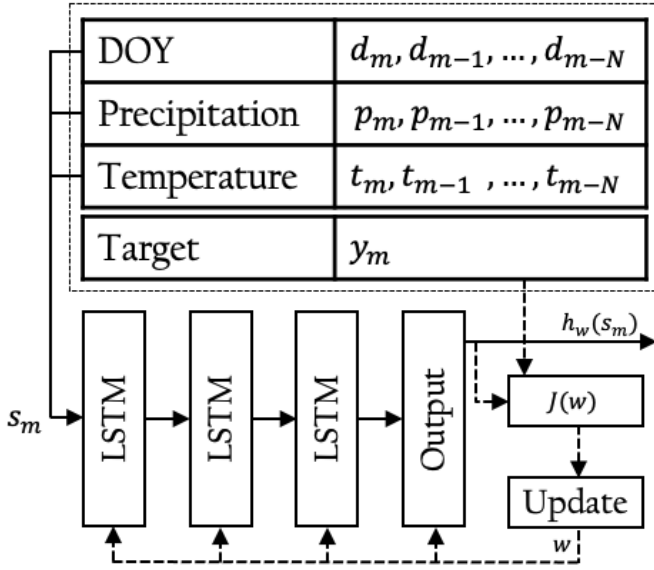 DOY d_m, d_{m-1}, ..., d_{m-N}
Precipitation p_m, p_{m-1}, ..., p_{m-N}
Temperature t_m, t_{m-1} , ..., t_{m-N}
Target y_m
h_w(s_m)
s_m
LSTM
LSTM
LSTM
Output
J(w)
Update
w